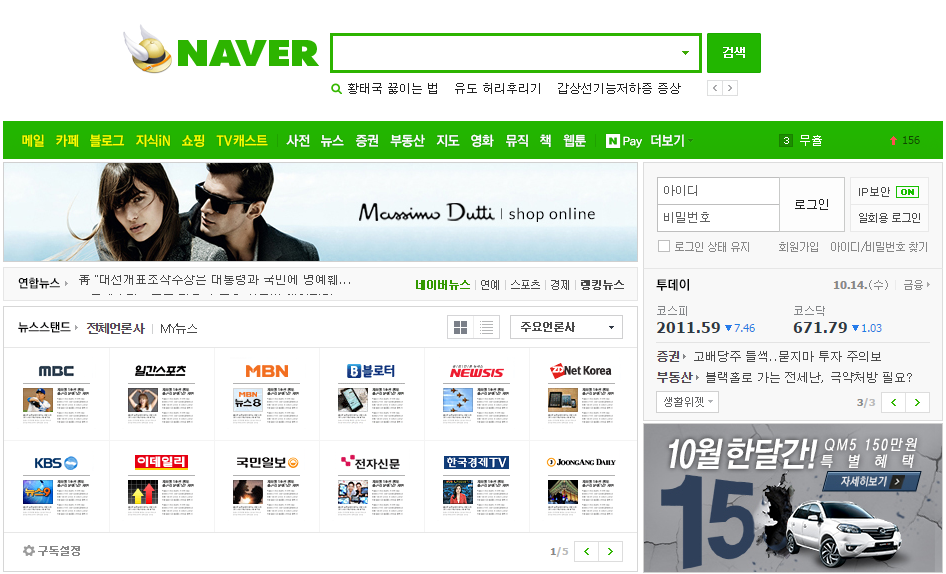 NAVER
검색
황태국 끓이는 법 유도 허리후리기 갑상선기능저하증 증상
메일 카페 블로그 지식iN 쇼핑 TV캐스트 사전 뉴스 증권 부동산 지도 영화 뮤직 책 웹툰 N Pay 더보기 3 무휼 156
Massimo Dutti | shop online
아이디
비밀번호
로그인
IP보안 ON
일회용 로그인
로그인 상태 유지 회원가입 아이디/비밀번호 찾기
연합뉴스 靑 "대선개표조작수상은 대통령과 국민에 명예훼...
네이버뉴스 연예 스포츠 경제 랭킹뉴스
투데이 10.14.(수) 금융
코스피 코스닥
2011.59 ▼7.46 671.79 ▼1.03
증권 고배당주 들썩..묻지마 투자 주의보
부동산 블랙홀로 가는 전세난, 극약처방 필요?
생활위젯 3/3
뉴스스탠드 전체언론사 MY뉴스 주요언론사
MBC 일간스포츠 MBN 블로터 NEWSIS ZDNet Korea
MBN
뉴스8
KBS 이데일리 국민일보 전자신문 한국경제TV JOONGANG DAILY
뉴스9
구독설정 1/5
10월 한달간! QM5 150만원
특별혜택
자세히보기
15